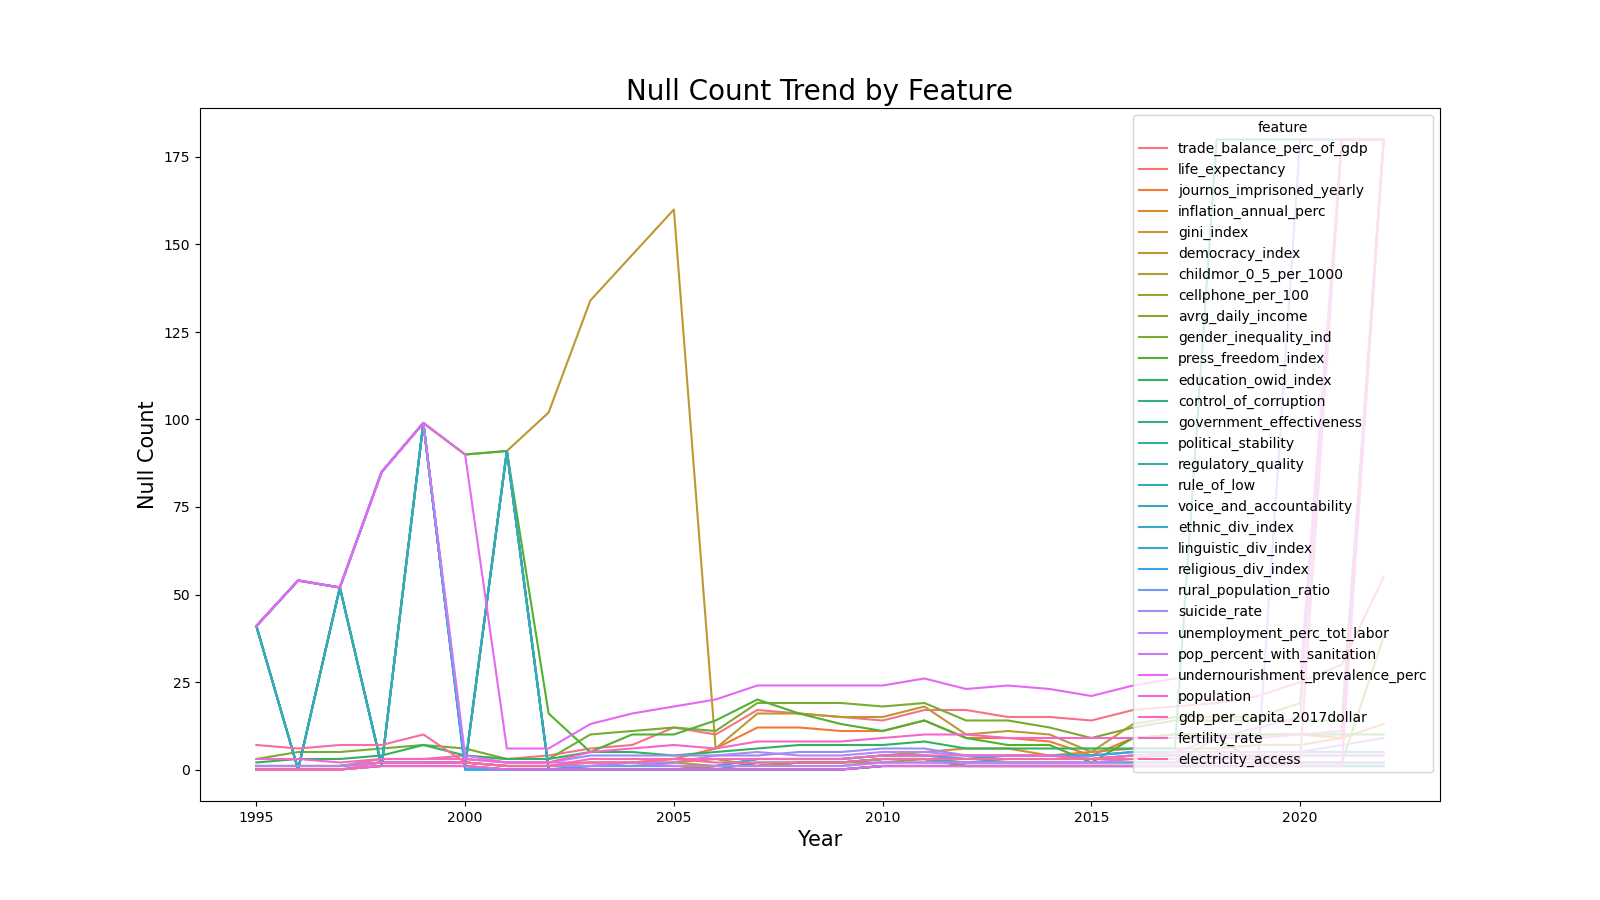 Null Count Trend by Feature
feature
trade_balance_perc_of_gdp
life_expectancy
journos_imprisoned_yearly
inflation_annual_perc
gini_index
democracy_index
childmor_0_5_per_1000
cellphone_per_100
avrg_daily_income
gender_inequality_ind
press_freedom_index
education_owid_index
control_of_corruption
government_effectiveness
political_stability
regulatory_quality
rule_of_low
voice_and_accountability
ethnic_div_index
linguistic_div_index
religious_div_index
rural_population_ratio
suicide_rate
unemployment_perc_tot_labor
pop_percent_with_sanitation
undernourishment_prevalence_perc
population
gdp_per_capita_2017dollar
fertility_rate
electricity_access
Null Count
175
150
125
100
75
50
25
0
1995 2000 2005 2010 2015 2020
Year